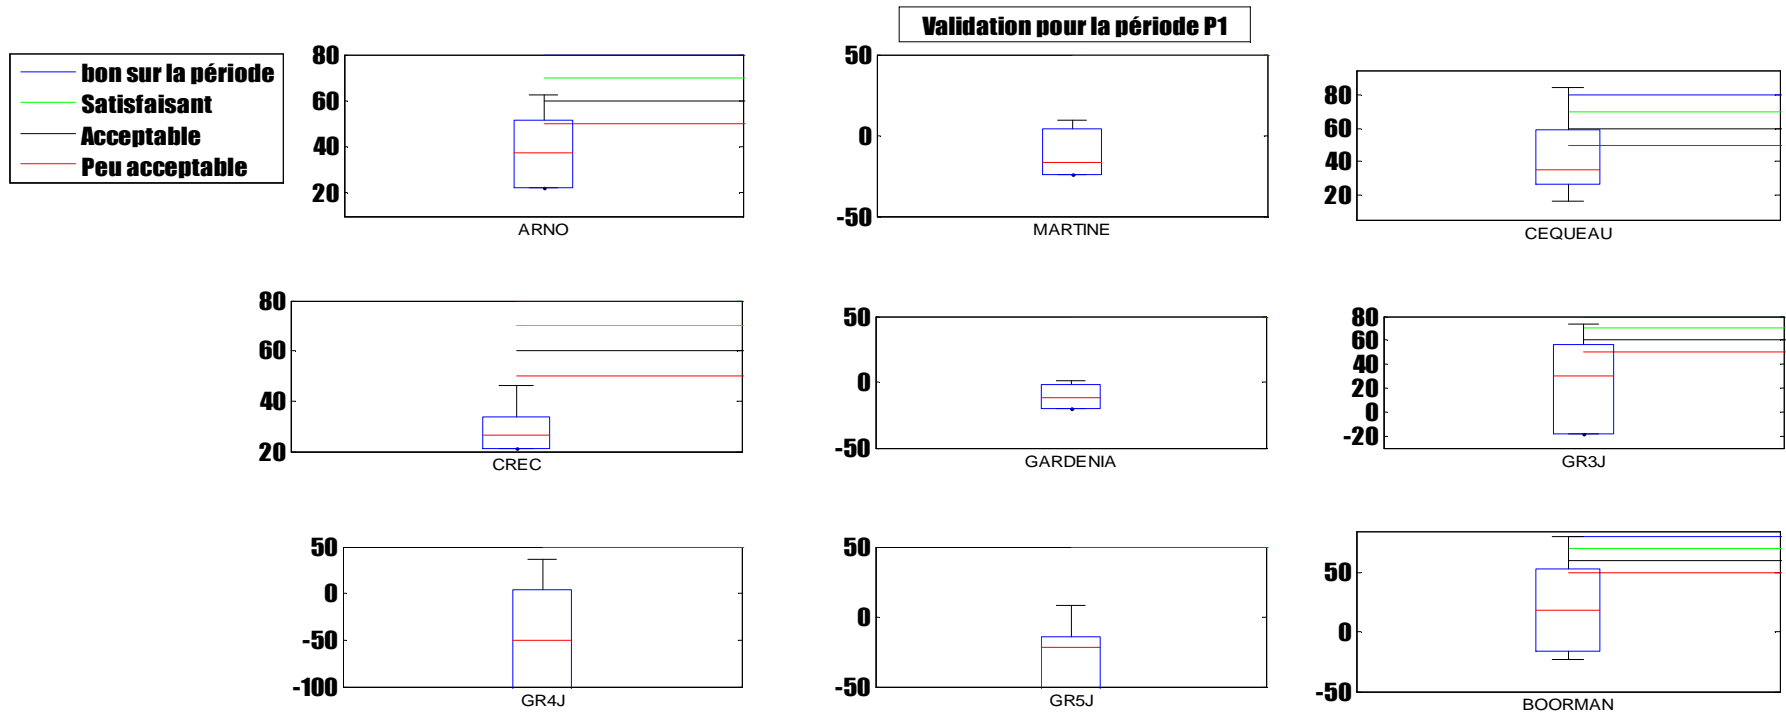 Validation pour la période P1
bon sur la période
Satisfaisant
Acceptable
Peu acceptable
80
60
40
20
ARNO
50
0
-50
MARTINE
80
60
40
20
CEQUEAU
80
60
40
20
CREC
50
0
-50
GARDENIA
80
60
40
20
0
-20
GR3J
50
0
-50
-100
GR4J
50
0
-50
GR5J
50
0
-50
BOORMAN